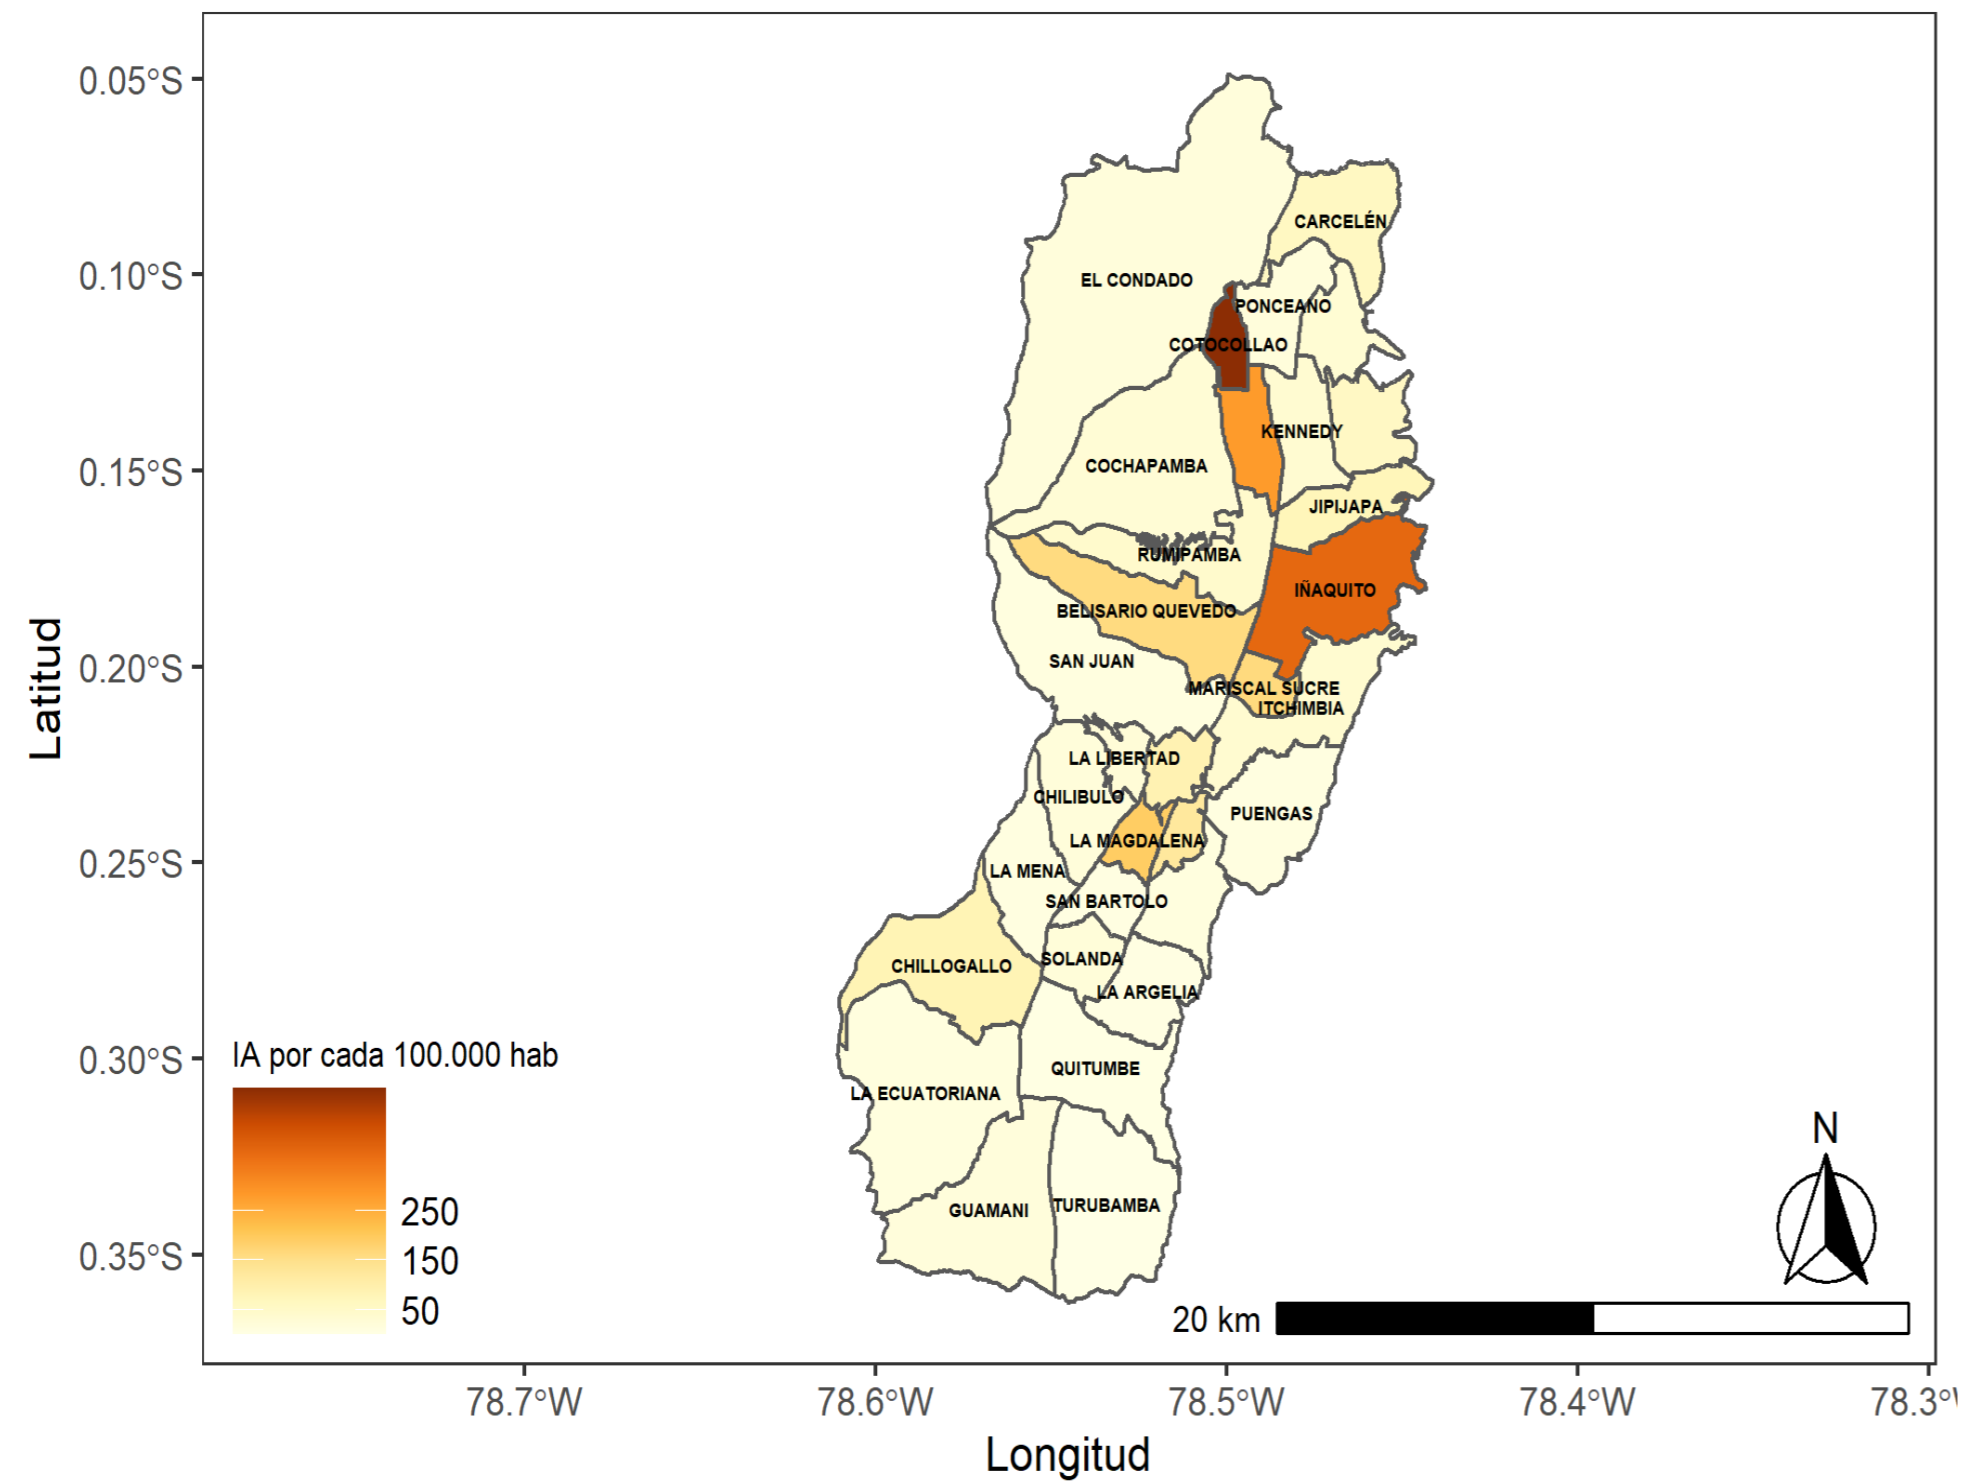 0.05°S
0.10°S
0.15°S
0.20°S
0.25°S
0.30°S
0.35°S
Latitud
CARCELÉN
EL CONDADO
PONCEANO
COTOCOLLAO
KENNEDY
COCHAPAMBA
JIPIJAPA
RUMIPAMBA
IÑAQUITO
BELISARIO QUEVEDO
SAN JUAN
MARISCAL SUCRE
ITCHIMBIA
LA LIBERTAD
CHILIBULO
PUENGAS
LA MAGDALENA
LA MENA
SAN BARTOLO
SOLANDA
CHILLOGALLO
LA ARGELIA
QUITUMBE
LA ECUATORIANA
GUAMANI
TURUBAMBA
IA por cada 100.000 hab
250
150
50
N
20 km
78.7°W
78.6°W
78.5°W
78.4°W
78.3°
Longitud